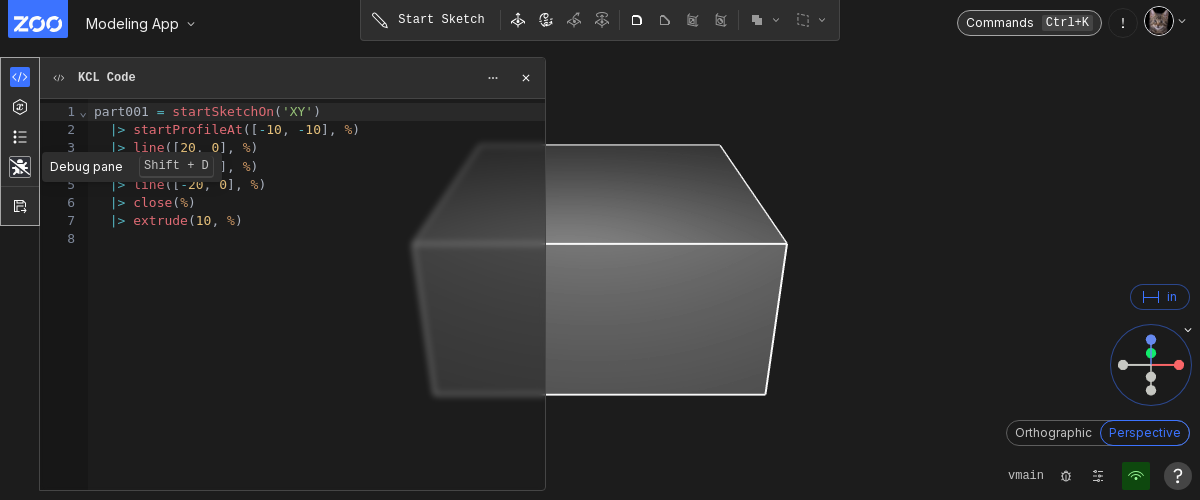 ZOO
Modeling App
Start Sketch
Commands Ctrl+K
!
KCL Code
1 part001 = startSketchOn('XY')
2 |> startProfileAt([-10, -10], %)
3 |> line([20, 0], %)
], %)
5 |> line([-20, 0], %)
6 |> close(%)
7 |> extrude(10, %)
8
Debug pane Shift + D
in
Orthographic Perspective
vmain
?